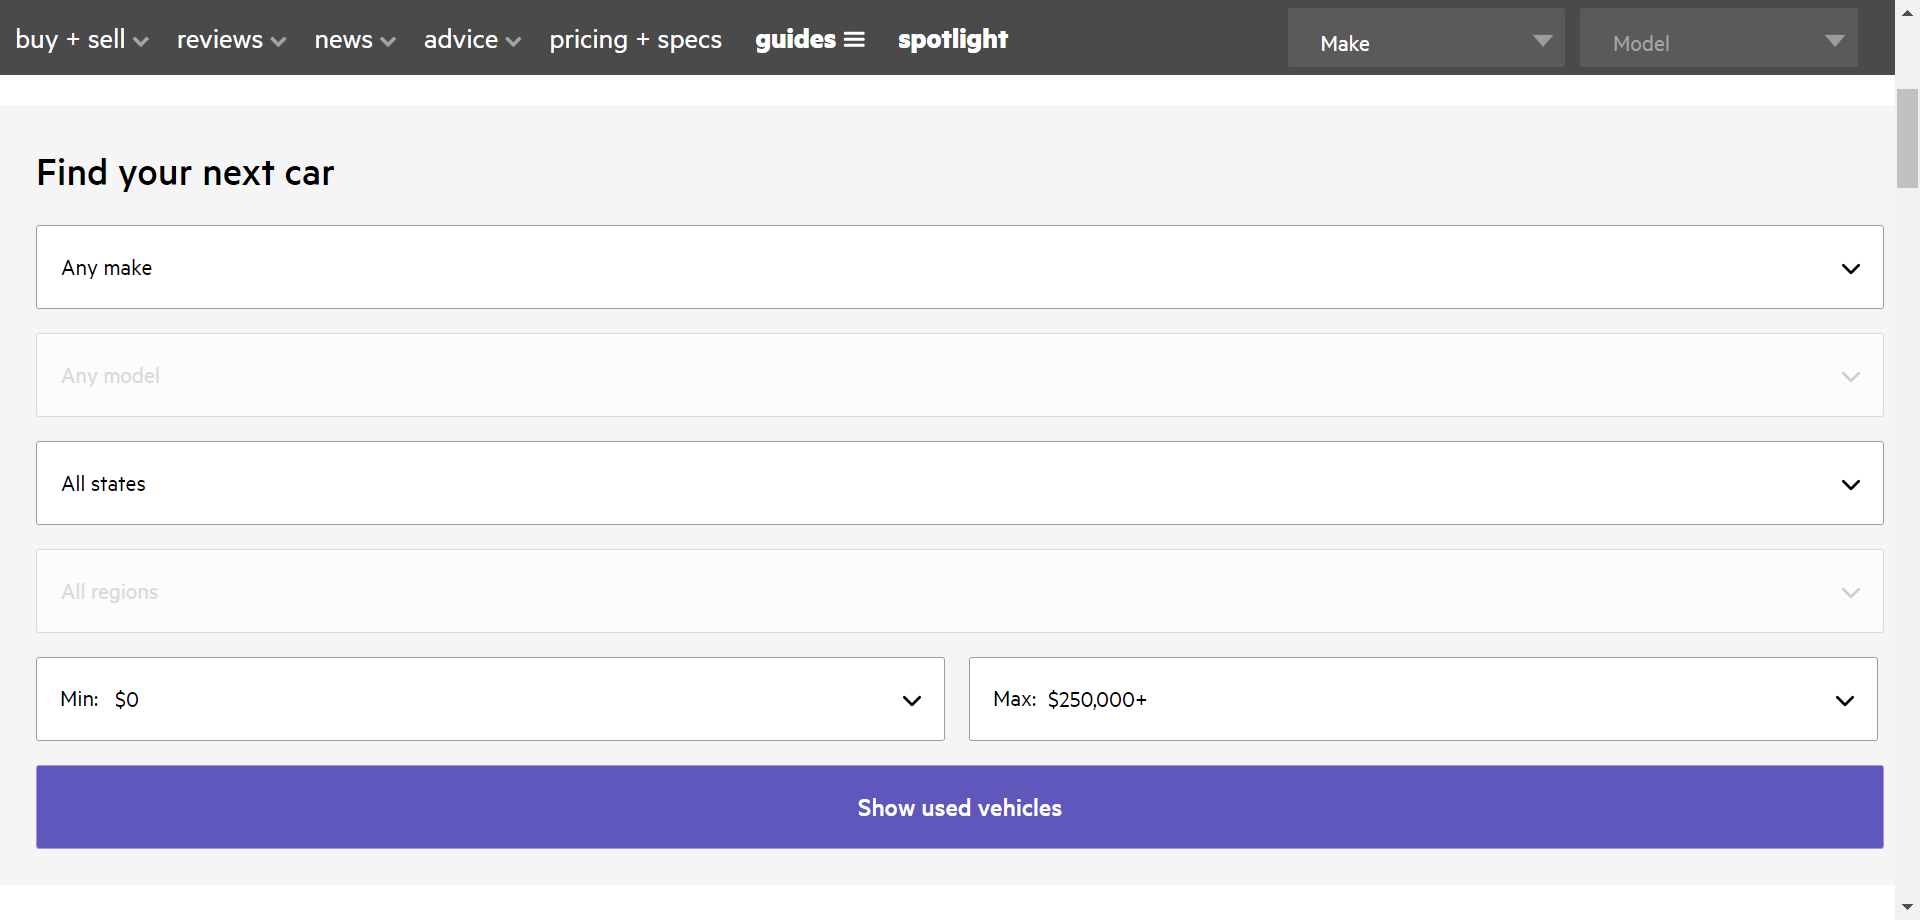 buy + sell reviews news advice pricing + specs guides spotlight Make Model
Find your next car
Any make
Any model
All states
All regions
Min: $0 Max: $250,000+
Show used vehicles